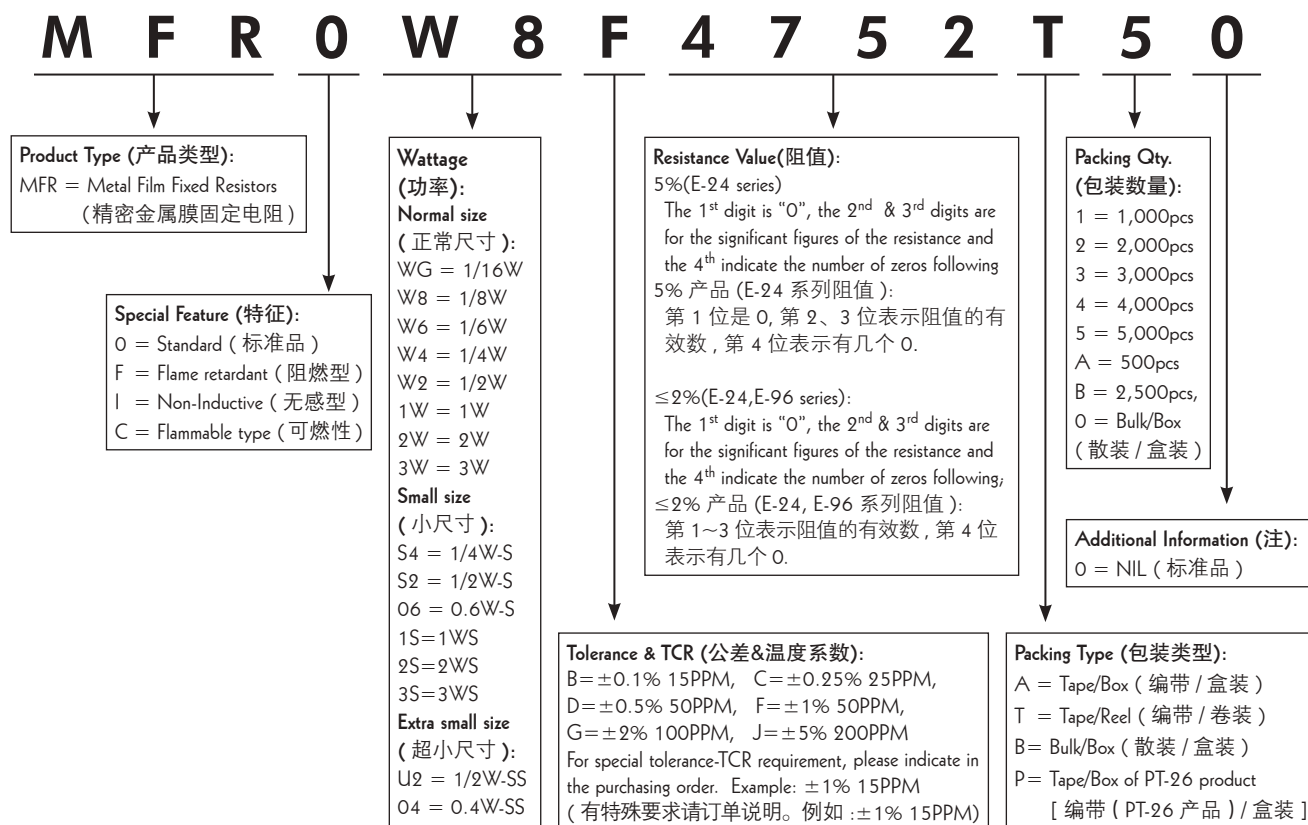 M F R 0 W 8 F 4 7 5 2 T 5 0
Product Type (产品类型):
MFR = Metal Film Fixed Resistors
(精密金属膜固定电阻)
Special Feature (特征):
0 = Standard ( 标准品 )
F = Flame retardant ( 阻燃型 )
I = Non-Inductive ( 无感型 )
C = Flammable type ( 可燃性 )
Wattage
(功率):
Normal size
( 正常尺寸 ):
WG = 1/16W
W8 = 1/8W
W6 = 1/6W
W4 = 1/4W
W2 = 1/2W
1W = 1W
2W = 2W
3W = 3W
Small size
( 小尺寸 ):
S4 = 1/4W-S
S2 = 1/2W-S
06 = 0.6W-S
1S=1WS
2S=2WS
3S=3WS
Extra small size
( 超小尺寸 ):
U2 = 1/2W-SS
04 = 0.4W-SS
Tolerance & TCR (公差&温度系数):
B=±0.1% 15PPM, C=±0.25% 25PPM,
D=±0.5% 50PPM, F=±1% 50PPM,
G=±2% 100PPM, J=±5% 200PPM
For special tolerance-TCR requirement, please indicate in
the purchasing order. Example: ±1% 15PPM
( 有特殊要求请订单说明。例如 :±1% 15PPM)
Resistance Value(阻值):
5%(E-24 series)
The 1st digit is “0”, the 2nd & 3rd digits are
for the significant figures of the resistance and
the 4th indicate the number of zeros following
5% 产品 (E-24 系列阻值 ):
第 1 位是 0, 第 2、3 位表示阻值的有
效数 , 第 4 位表示有几个 0.
≤2%(E-24,E-96 series):
The 1st digit is “0”, the 2nd & 3rd digits are
for the significant figures of the resistance and
the 4th indicate the number of zeros following;
≤2% 产品 (E-24, E-96 系列阻值 ):
第 1~3 位表示阻值的有效数 , 第 4 位
表示有几个 0.
Packing Type (包装类型):
A = Tape/Box ( 编带 / 盒装 )
T = Tape/Reel ( 编带 / 卷装 )
B= Bulk/Box ( 散装 / 盒装 )
P= Tape/Box of PT-26 product
[ 编带 ( PT-26 产品 ) / 盒装 ]
Packing Qty.
(包装数量):
1 = 1,000pcs
2 = 2,000pcs
3 = 3,000pcs
4 = 4,000pcs
5 = 5,000pcs
A = 500pcs
B = 2,500pcs,
0 = Bulk/Box
( 散装 / 盒装 )
Additional Information (注):
0 = NIL ( 标准品 )